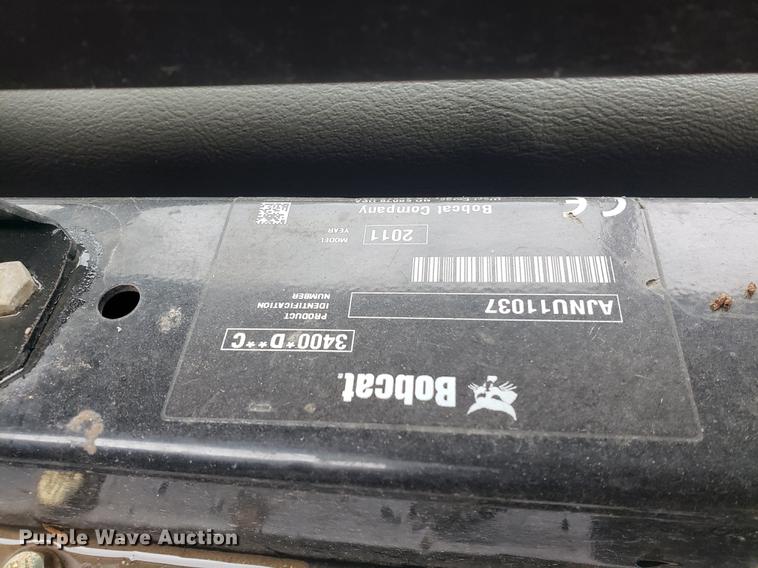 Bobcat.
3400*D**C
PRODUCT
IDENTIFICATION
NUMBER
AJNU11037
MODEL
YEAR
2011
Bobcat Company
West Fargo, ND 58078 USA
CE
Purple Wave Auction